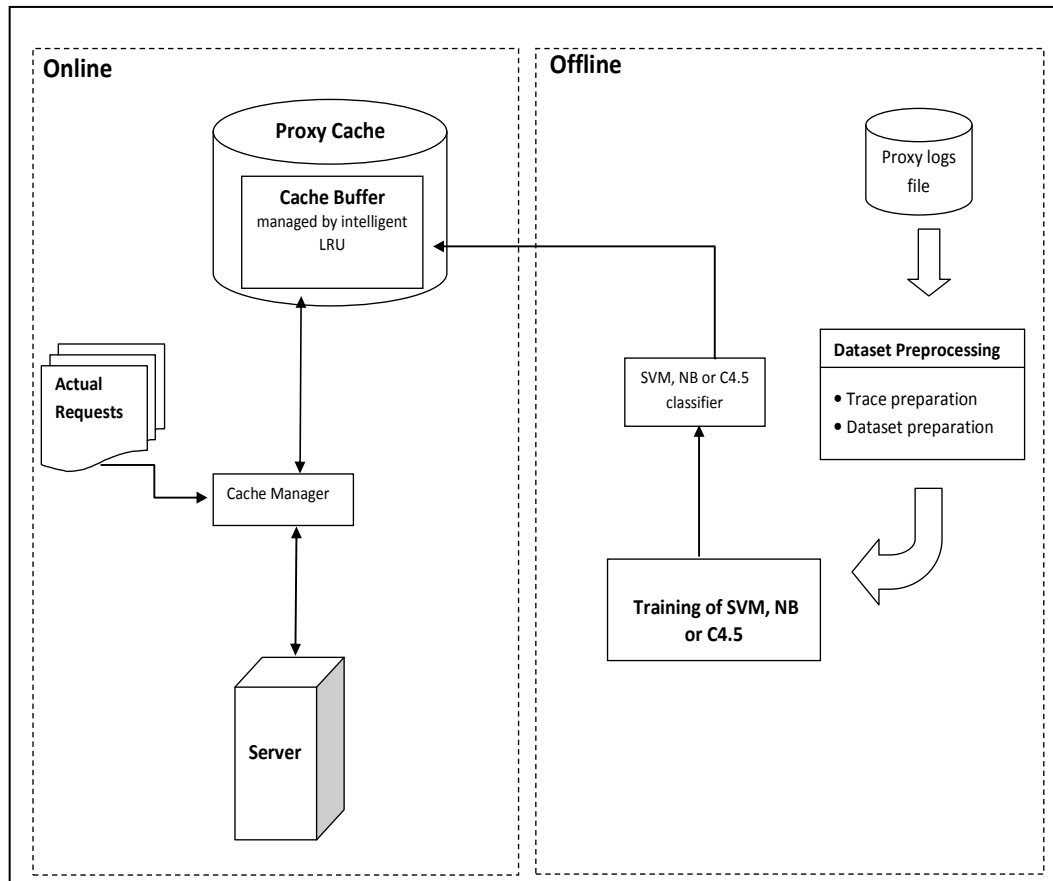 Online
Proxy Cache
Cache Buffer
managed by intelligent
LRU
Actual
Requests
Cache Manager
Server
Offline
Proxy logs
file
Dataset Preprocessing
• Trace preparation
• Dataset preparation
SVM, NB or C4.5
classifier
Training of SVM, NB
or C4.5